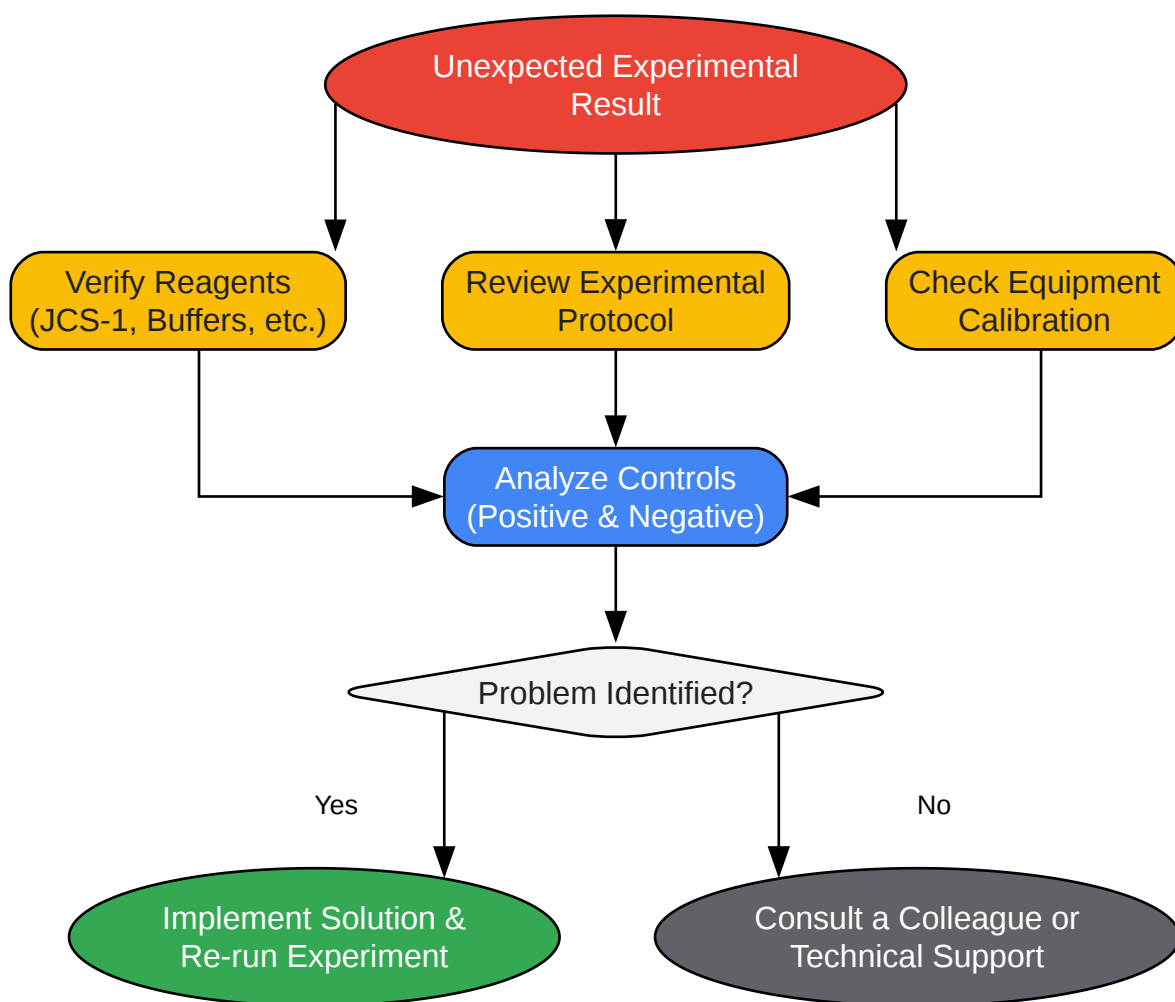 Unexpected Experimental
Result
Verify Reagents
(JCS-1, Buffers, etc.)
Review Experimental
Protocol
Check Equipment
Calibration
Analyze Controls
(Positive & Negative)
Problem Identified?
Yes
No
Implement Solution &
Re-run Experiment
Consult a Colleague or
Technical Support